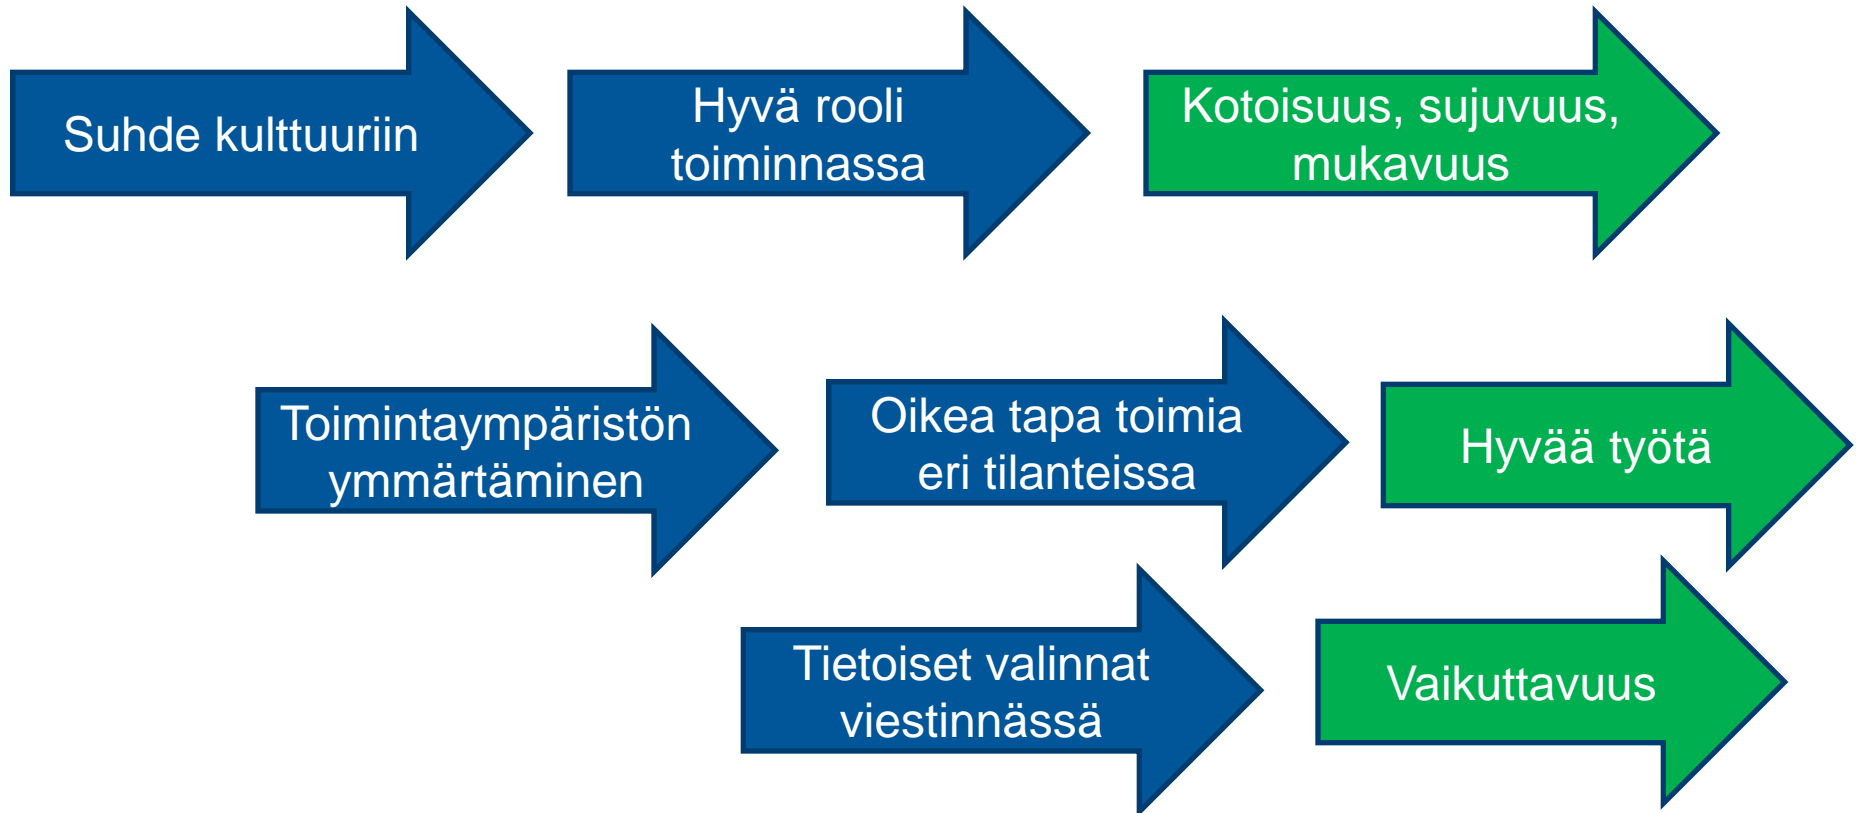 Suhde kulttuuriin
Hyvä rooli
toiminnassa
Kotoisuus, sujuvuus,
mukavuus
Toimintaympäristön
ymmärtäminen
Oikea tapa toimia
eri tilanteissa
Hyvää työtä
Tietoiset valinnat
viestinnässä
Vaikuttavuus